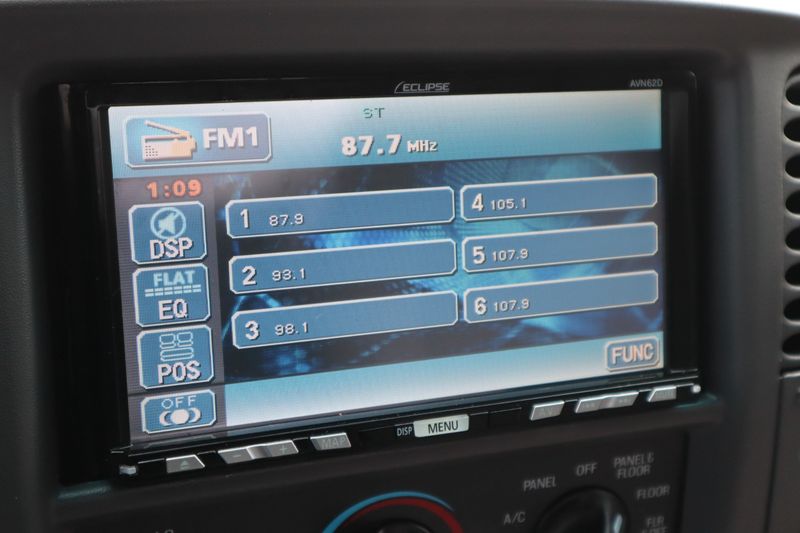 ECLIPSE
AVN62D
FM1
ST
87.7 MHz
1:09
DSP
FLAT
EQ
POS
OFF
1 87.9
2 93.1
3 98.1
4 105.1
5 107.9
6 107.9
FUNC
MAP
DISP MENU
A/C
PANEL
OFF
PANEL &
FLOOR
FLOOR
FLR